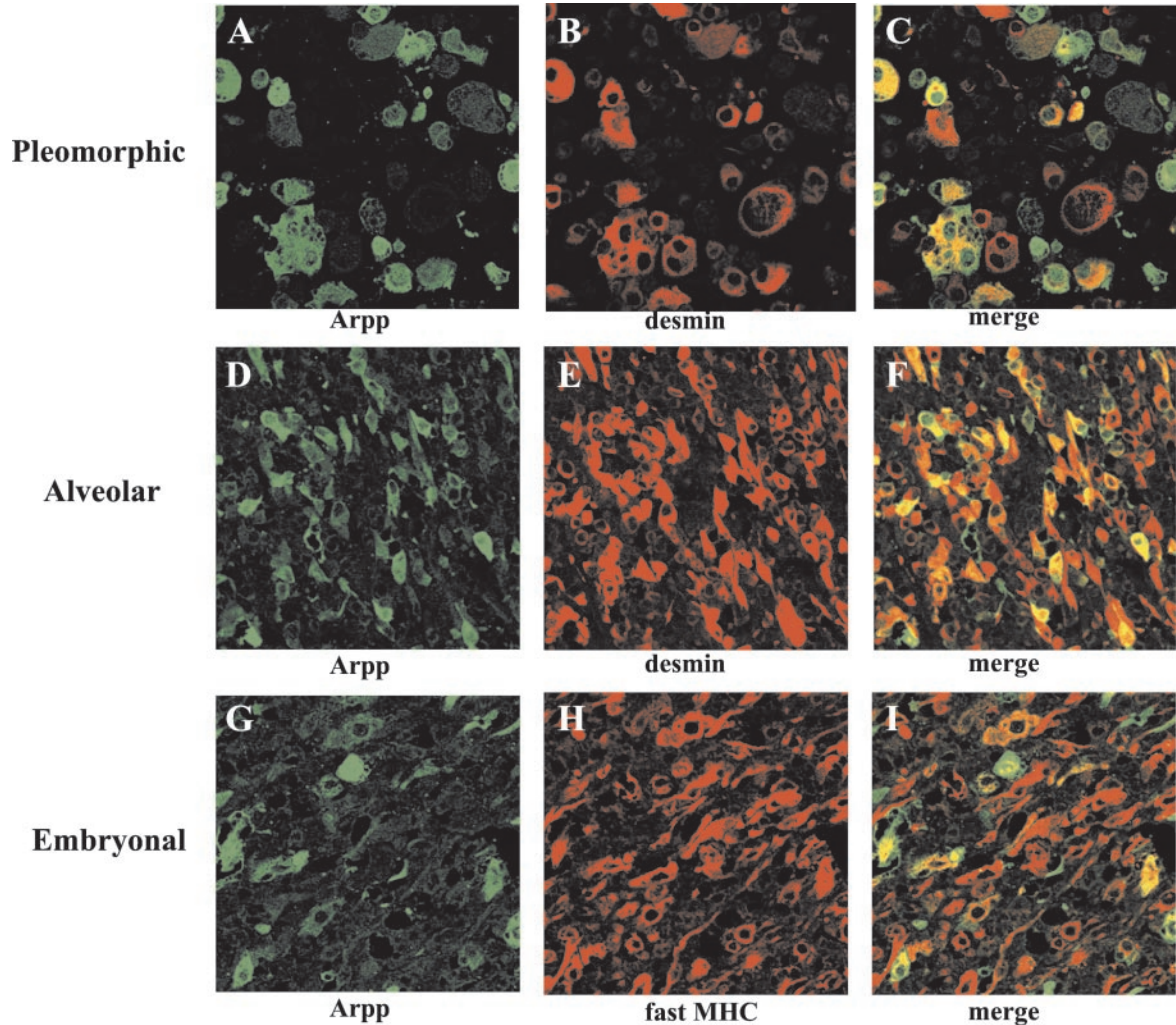 A B C
Pleomorphic
Arpp desmin merge
D E F
Alveolar
Arpp desmin merge
G H I
Embryonal
Arpp fast MHC merge